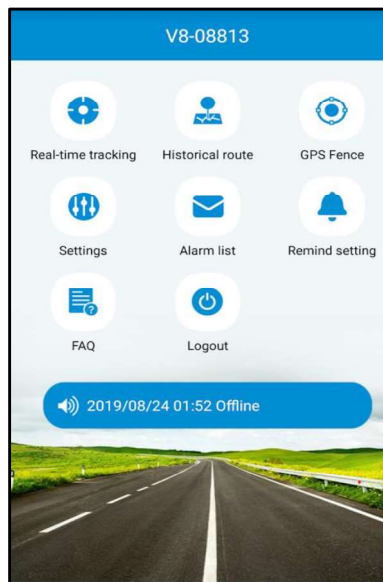 V8-08813
Real-time tracking
Historical route
GPS Fence
Settings
Alarm list
Remind setting
FAQ
Logout
2019/08/24 01:52 Offline